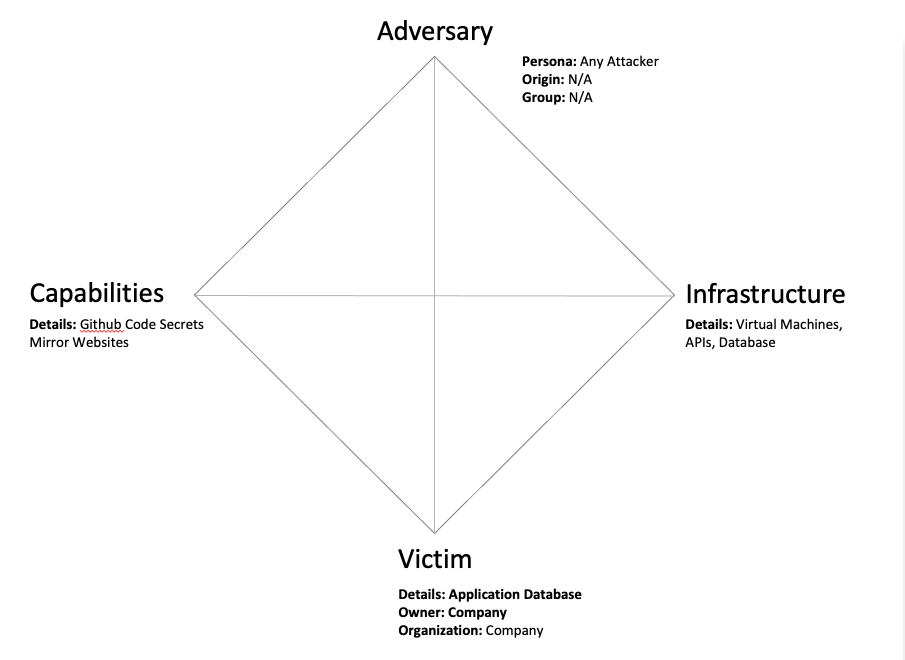 Adversary
Persona: Any Attacker
Origin: N/A
Group: N/A
Capabilities
Details: Github Code Secrets
Mirror Websites
Infrastructure
Details: Virtual Machines,
APIs, Database
Victim
Details: Application Database
Owner: Company
Organization: Company